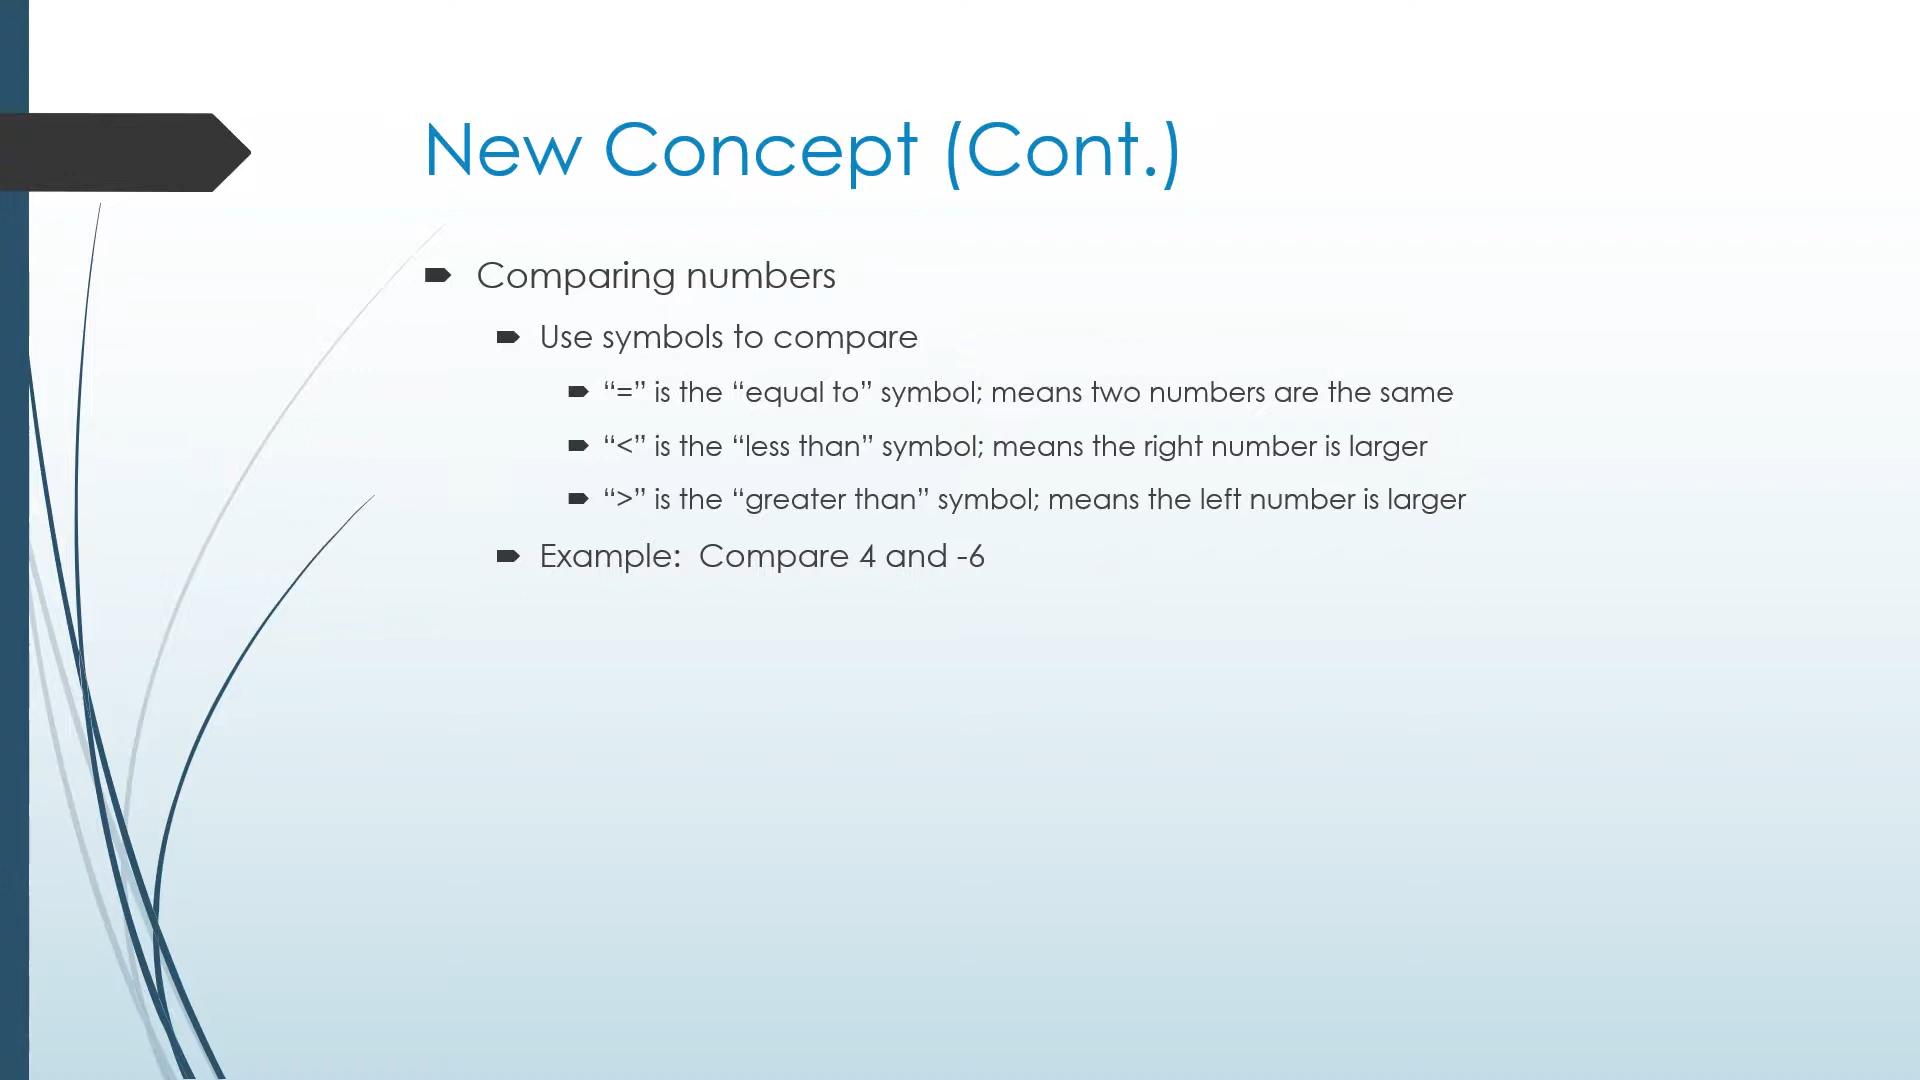 New Concept (Cont.)
Comparing numbers
Use symbols to compare
“=” is the “equal to” symbol; means two numbers are the same
“<” is the “less than” symbol; means the right number is larger
“>” is the “greater than” symbol; means the left number is larger
Example:  Compare 4 and -6